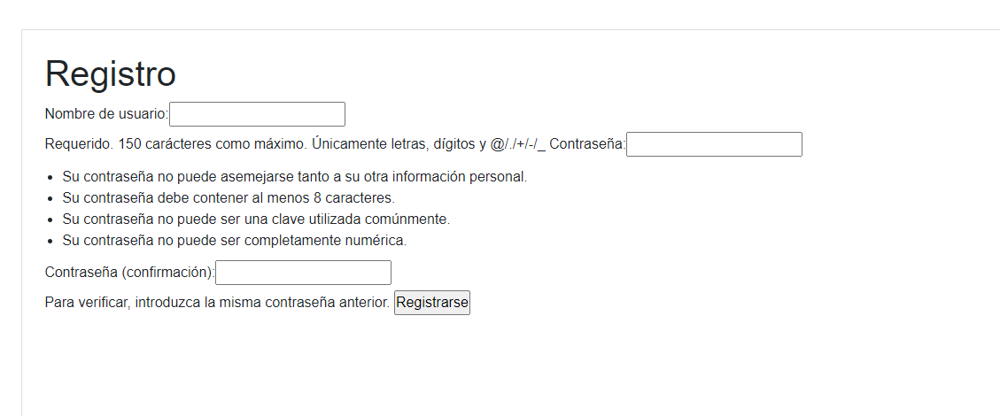 Registro
Nombre de usuario:
Requerido. 150 carácteres como máximo. Únicamente letras, dígitos y @/./+/-/_ Contraseña:
• Su contraseña no puede asemejarse tanto a su otra información personal.
• Su contraseña debe contener al menos 8 caracteres.
• Su contraseña no puede ser una clave utilizada comúnmente.
• Su contraseña no puede ser completamente numérica.
Contraseña (confirmación):
Para verificar, introduzca la misma contraseña anterior. Registrarse